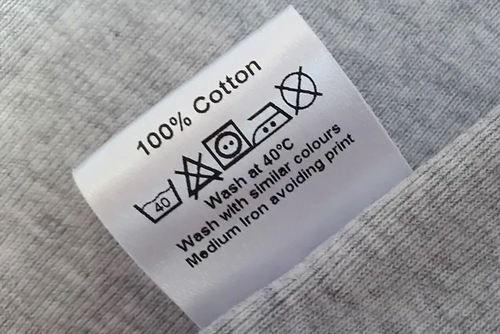 100% Cotton
40
Wash at 40°C
Wash with similar colours
Medium Iron avoiding print